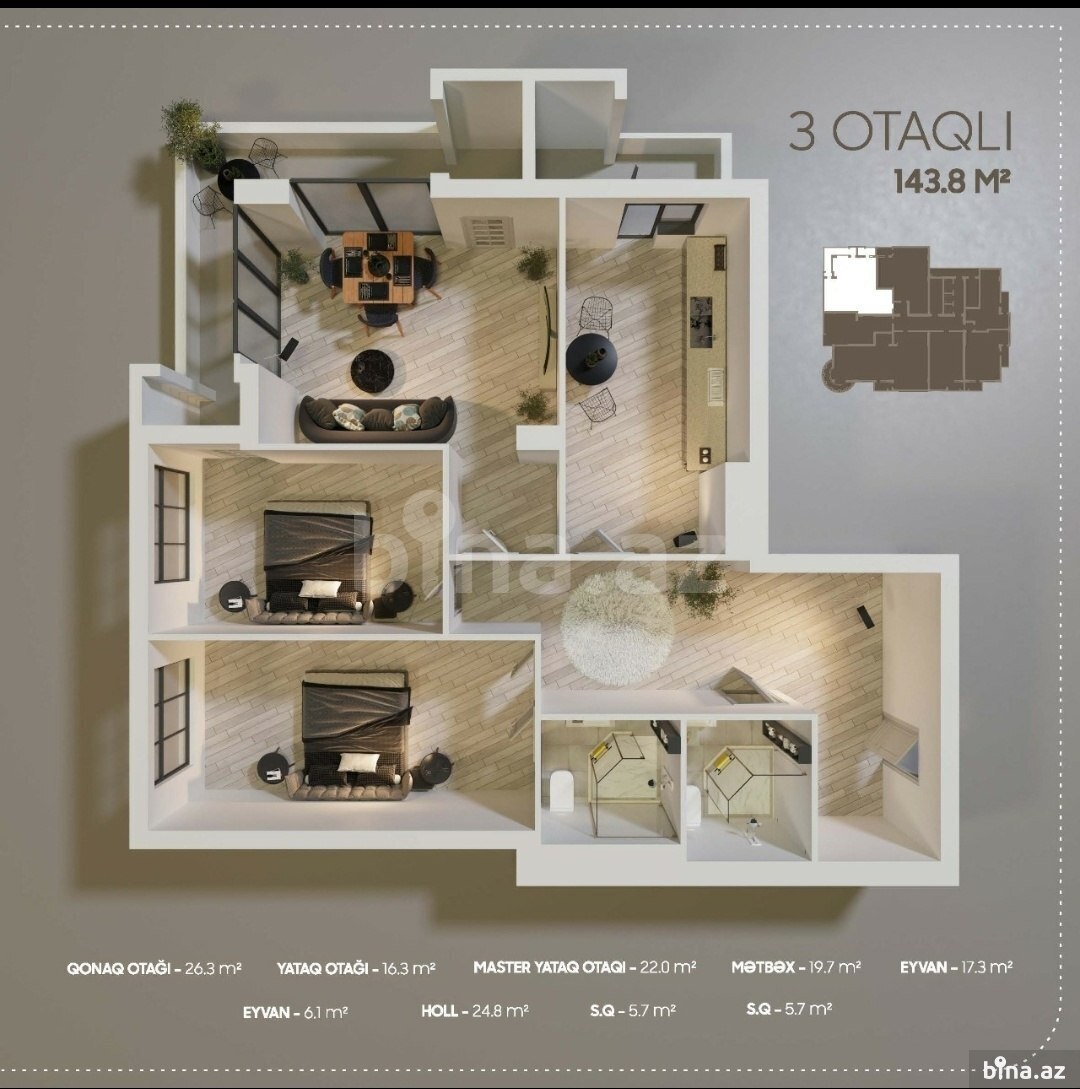 3 OTAQLI
143.8 M²
bina.az
QONAQ OTAĞI - 26.3 m² YATAQ OTAĞI - 16.3 m² MASTER YATAQ OTAQI - 22.0 m² MƏTBƏX - 19.7 m² EYVAN - 17.3 m²
EYVAN - 6.1 m² HOLL - 24.8 m² S.Q - 5.7 m² S.Q - 5.7 m²
bina.az